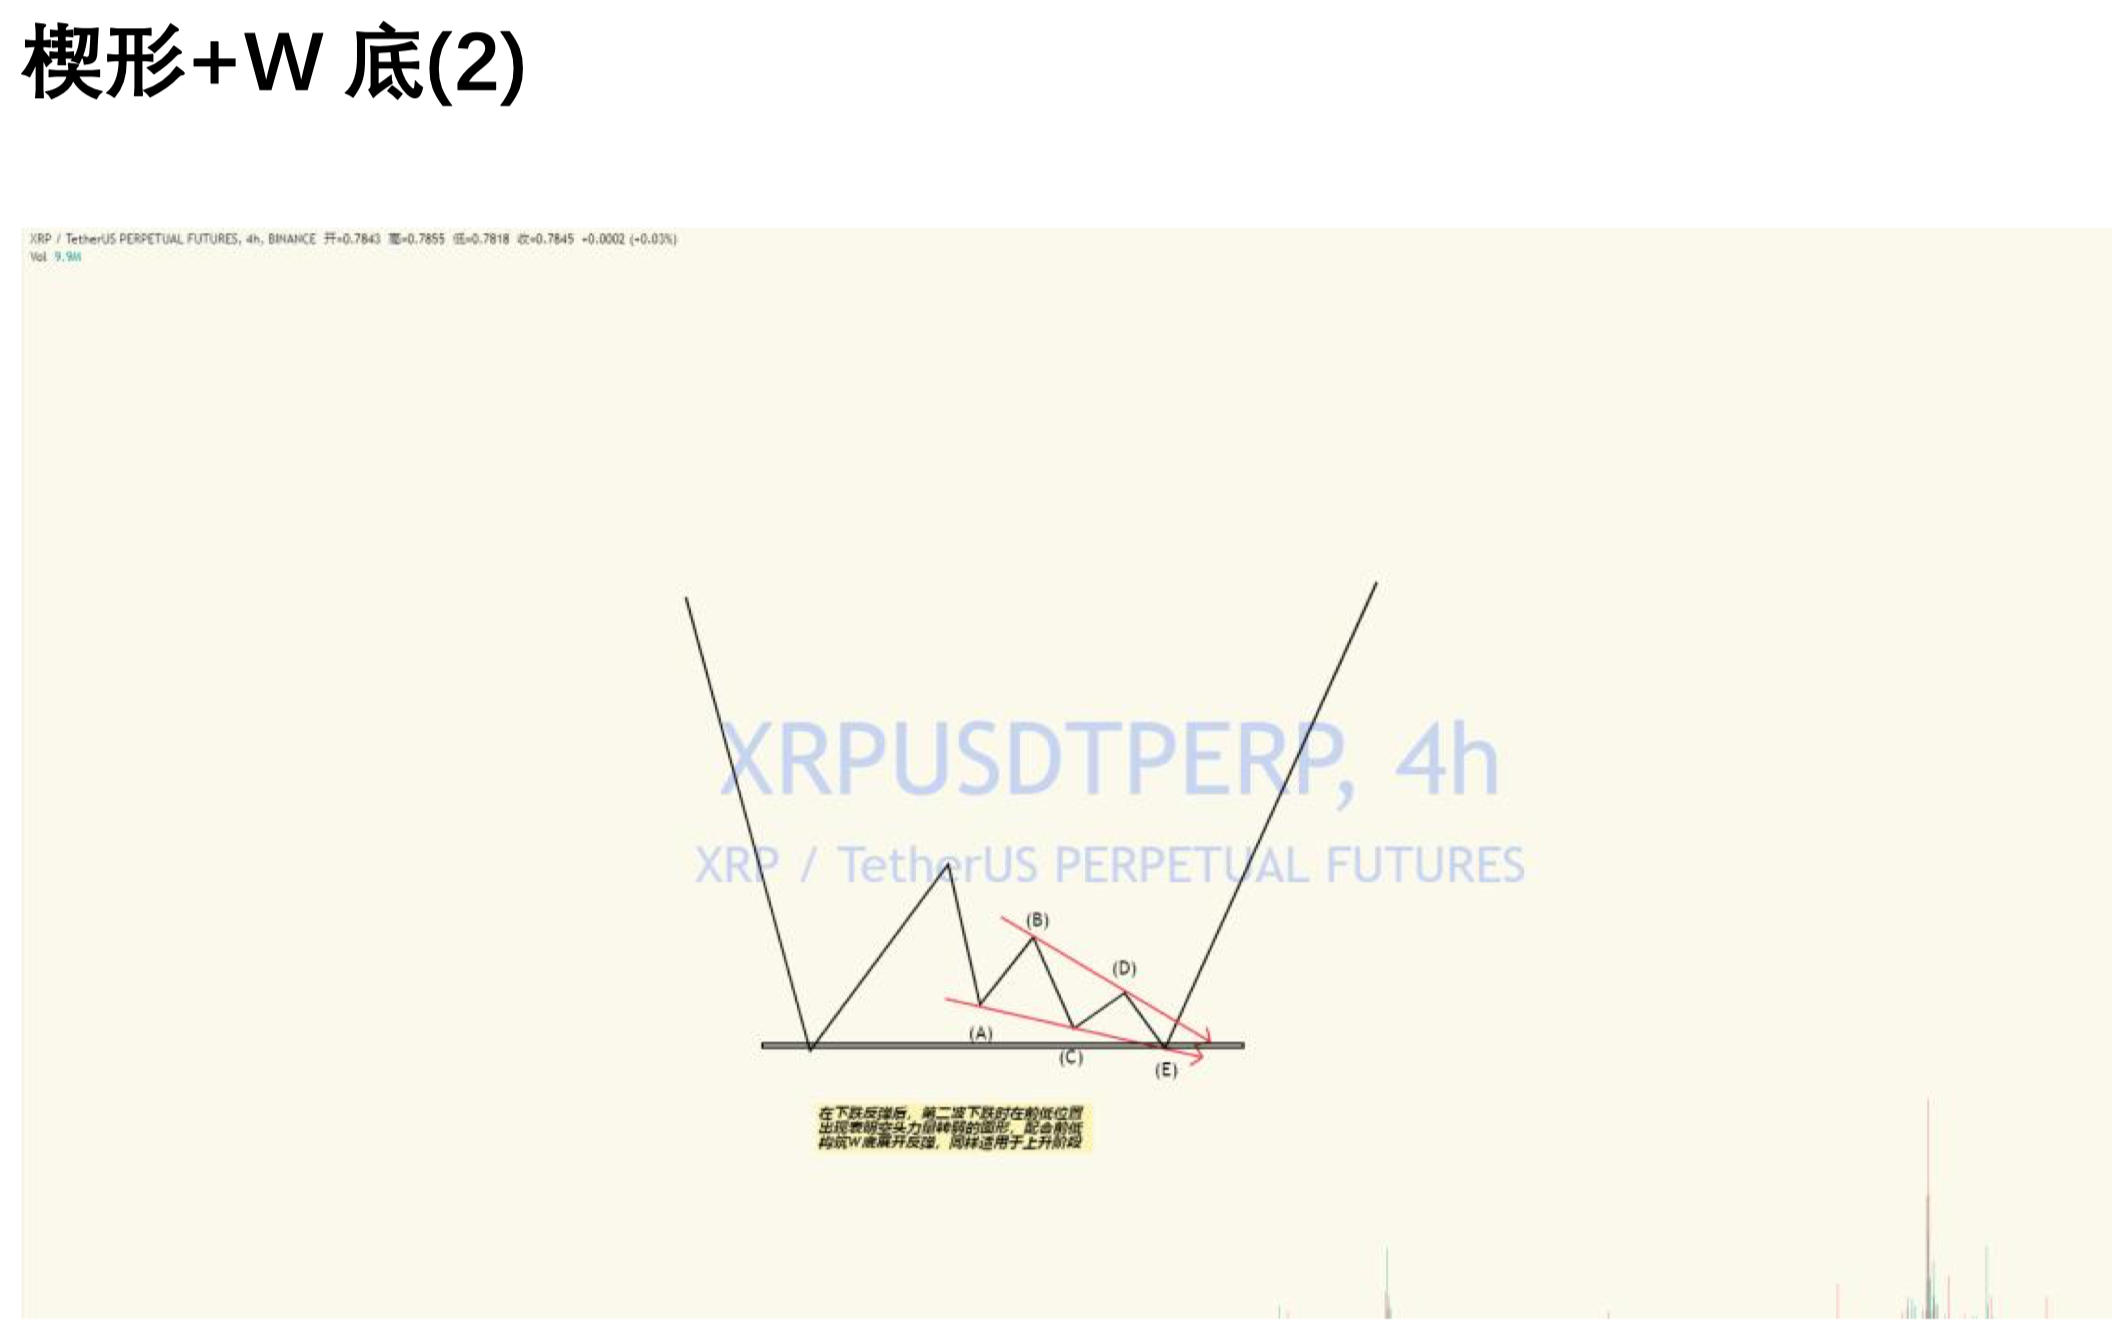 楔形+W 底(2)
XRP / TetherUS PERPETUAL FUTURES, 4h, BINANCE 开=0.7843 高=0.7855 低=0.7818 收=0.7845 +0.0002 (+0.03%)
Vol 9.9M
XRPUSDTPERP, 4h
XRP / TetherUS PERPETUAL FUTURES
(B)
(D)
(A)
(C)
(E)
在下跌反弹后，第二波下跌时在前低位置
出现表明空头力量转弱的图形，配合前低
构筑W底展开反弹，同样适用于上升阶段